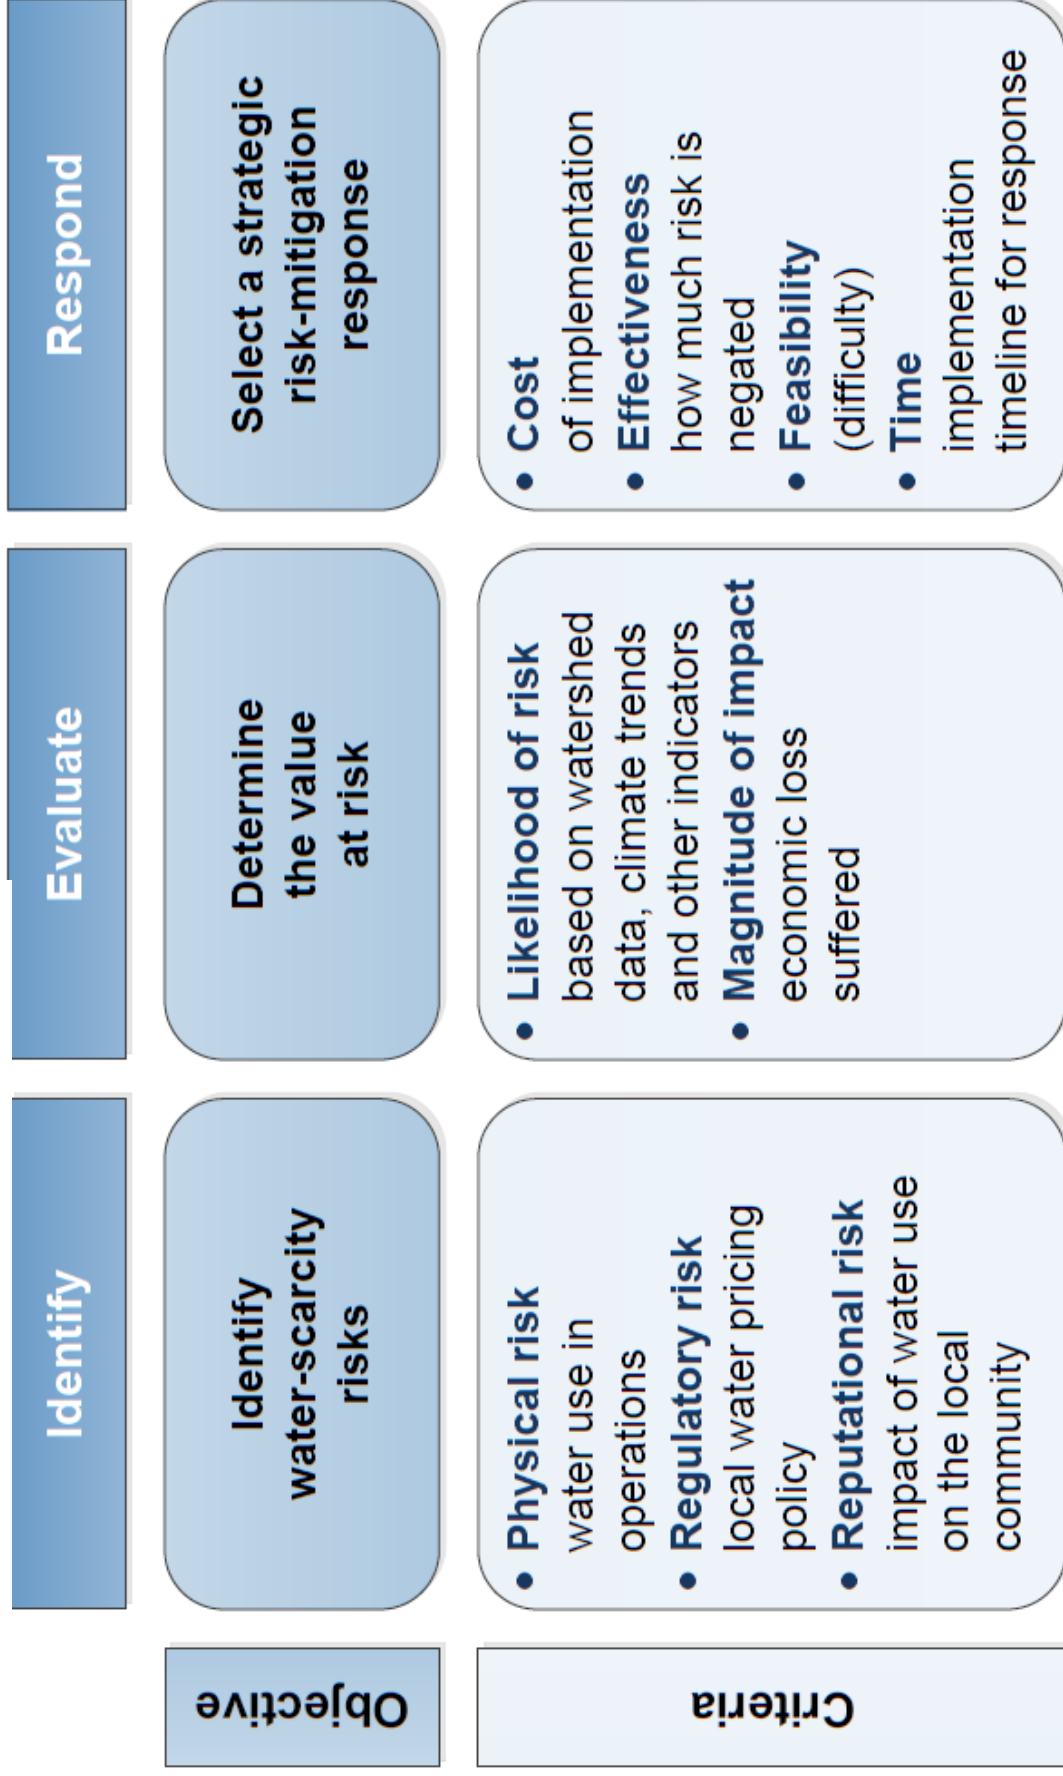 Identify
Evaluate
Respond
Objective
Identify
water-scarcity
risks
Determine
the value
at risk
Select a strategic
risk-mitigation
response
Criteria
• Physical risk
water use in
operations
• Regulatory risk
local water pricing
policy
• Reputational risk
impact of water use
on the local
community
• Likelihood of risk
based on watershed
data, climate trends
and other indicators
• Magnitude of impact
economic loss
suffered
• Cost
of implementation
• Effectiveness
how much risk is
negated
• Feasibility
(difficulty)
• Time
implementation
timeline for response